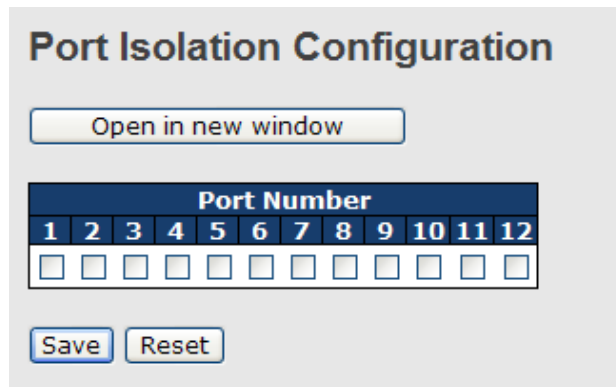 Port Isolation Configuration
Open in new window
Port Number
1 2 3 4 5 6 7 8 9 10 11 12
Save Reset